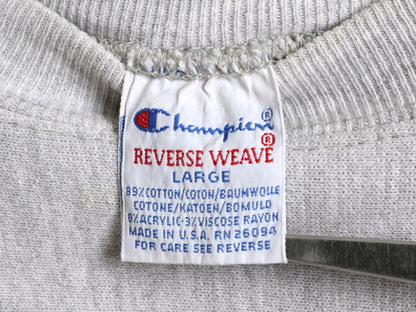 Champion®
REVERSE WEAVE®
LARGE
89% COTTON/COTON/BAUMWOLLE
COTONE/KATOEN/BOMULD
8% ACRYLIC·3% VISCOSE RAYON
MADE IN U.S.A. RN 26094
FOR CARE SEE REVERSE